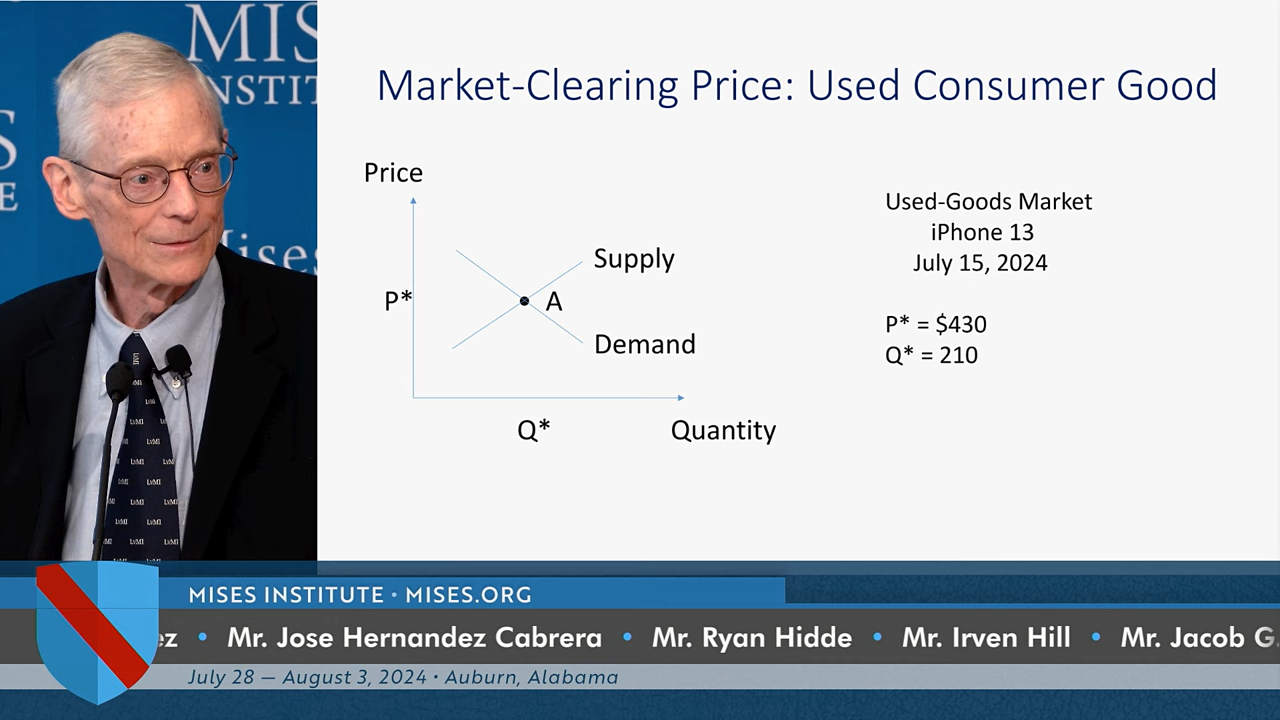 MIS
INSTIT
S
E
Mises
Market-Clearing Price: Used Consumer Good
Price
Supply
P*
A
Demand
Q*
Quantity
Used-Goods Market
iPhone 13
July 15, 2024
P* = $430
Q* = 210
LvMI
MISES INSTITUTE • MISES.ORG
ez • Mr. Jose Hernandez Cabrera • Mr. Ryan Hidde • Mr. Irven Hill • Mr. Jacob G
July 28 — August 3, 2024 • Auburn, Alabama